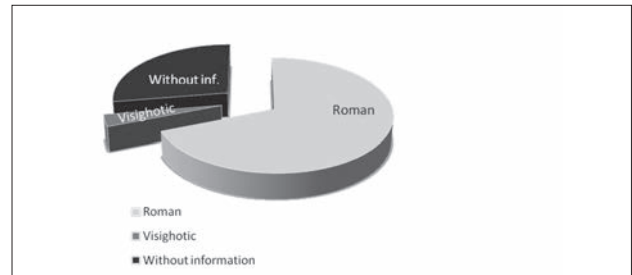 Without inf.
Visighotic
Roman
Roman
Visighotic
Without information